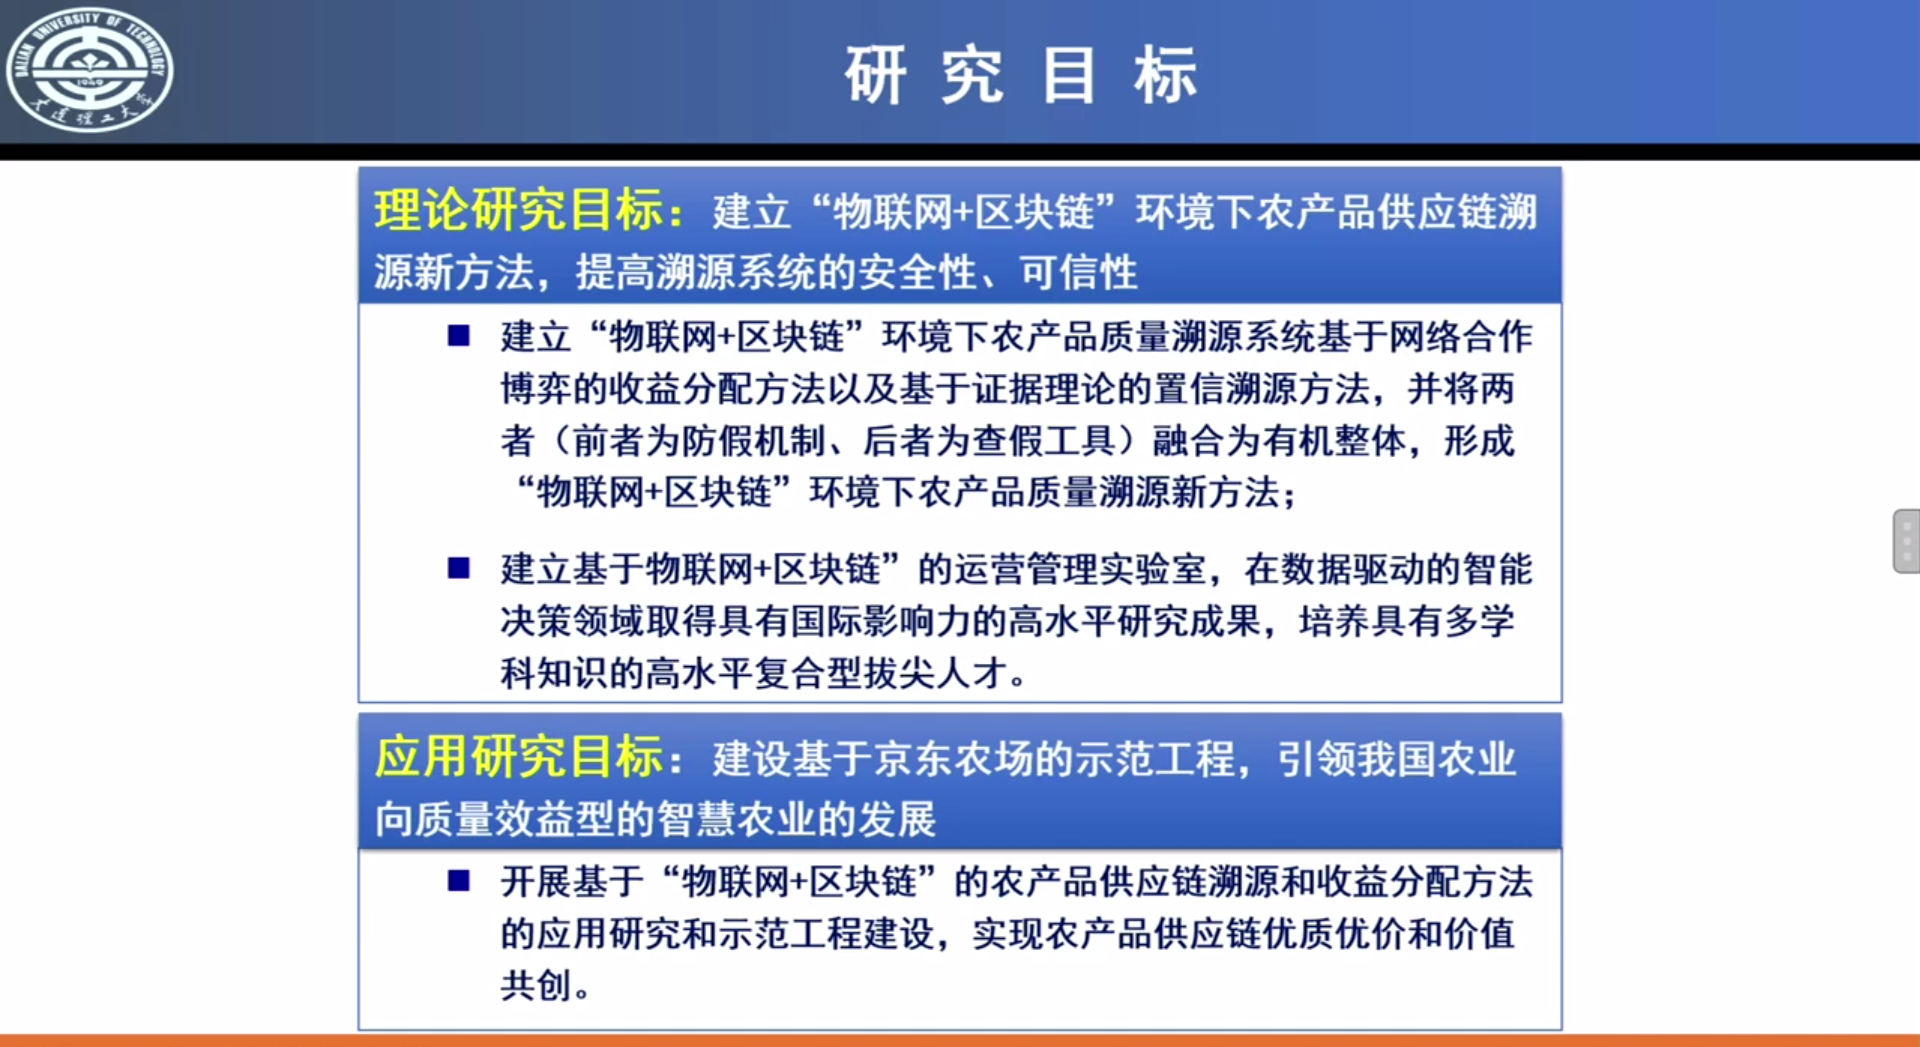 DALIAN UNIVERSITY OF TECHNOLOGY
1949
大连理工大学
研究目标
理论研究目标：建立“物联网+区块链”环境下农产品供应链溯
源新方法，提高溯源系统的安全性、可信性
建立“物联网+区块链”环境下农产品质量溯源系统基于网络合作
博弈的收益分配方法以及基于证据理论的置信溯源方法，并将两
者（前者为防假机制、后者为查假工具）融合为有机整体，形成
“物联网+区块链”环境下农产品质量溯源新方法；
建立基于物联网+区块链”的运营管理实验室，在数据驱动的智能
决策领域取得具有国际影响力的高水平研究成果，培养具有多学
科知识的高水平复合型拔尖人才。
应用研究目标：建设基于京东农场的示范工程，引领我国农业
向质量效益型的智慧农业的发展
开展基于“物联网+区块链”的农产品供应链溯源和收益分配方法
的应用研究和示范工程建设，实现农产品供应链优质优价和价值
共创。